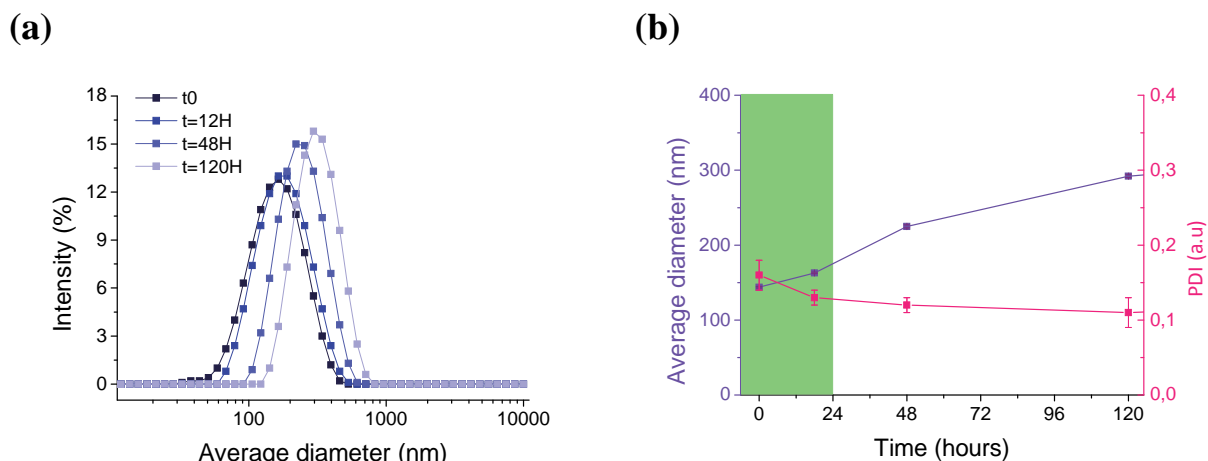 (a)
(b)
18
15
12
9
6
3
0
Intensity (%)
t0
t=12H
t=48H
t=120H
100
1000
10000
Average diameter (nm)
400
300
200
100
0
Average diameter (nm)
0,4
0,3
0,2
0,1
0,0
PDI (a.u)
0
24
48
72
96
120
Time (hours)